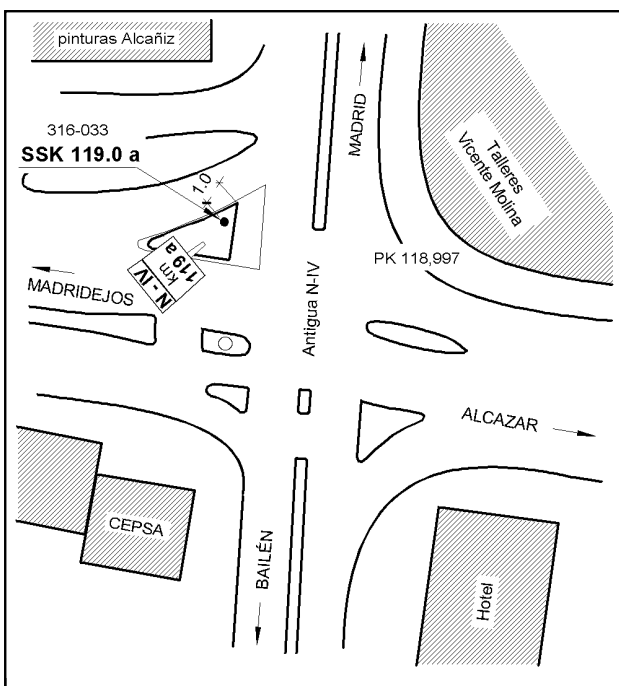 pinturas Alcañiz
316-033
SSK 119.0 a
1.0
MADRID
Talleres
Vicente Molina
N-IV
km
119 a
MADRIDEJOS
PK 118,997
Antigua N-IV
ALCAZAR
CEPSA
BAILÉN
Hotel